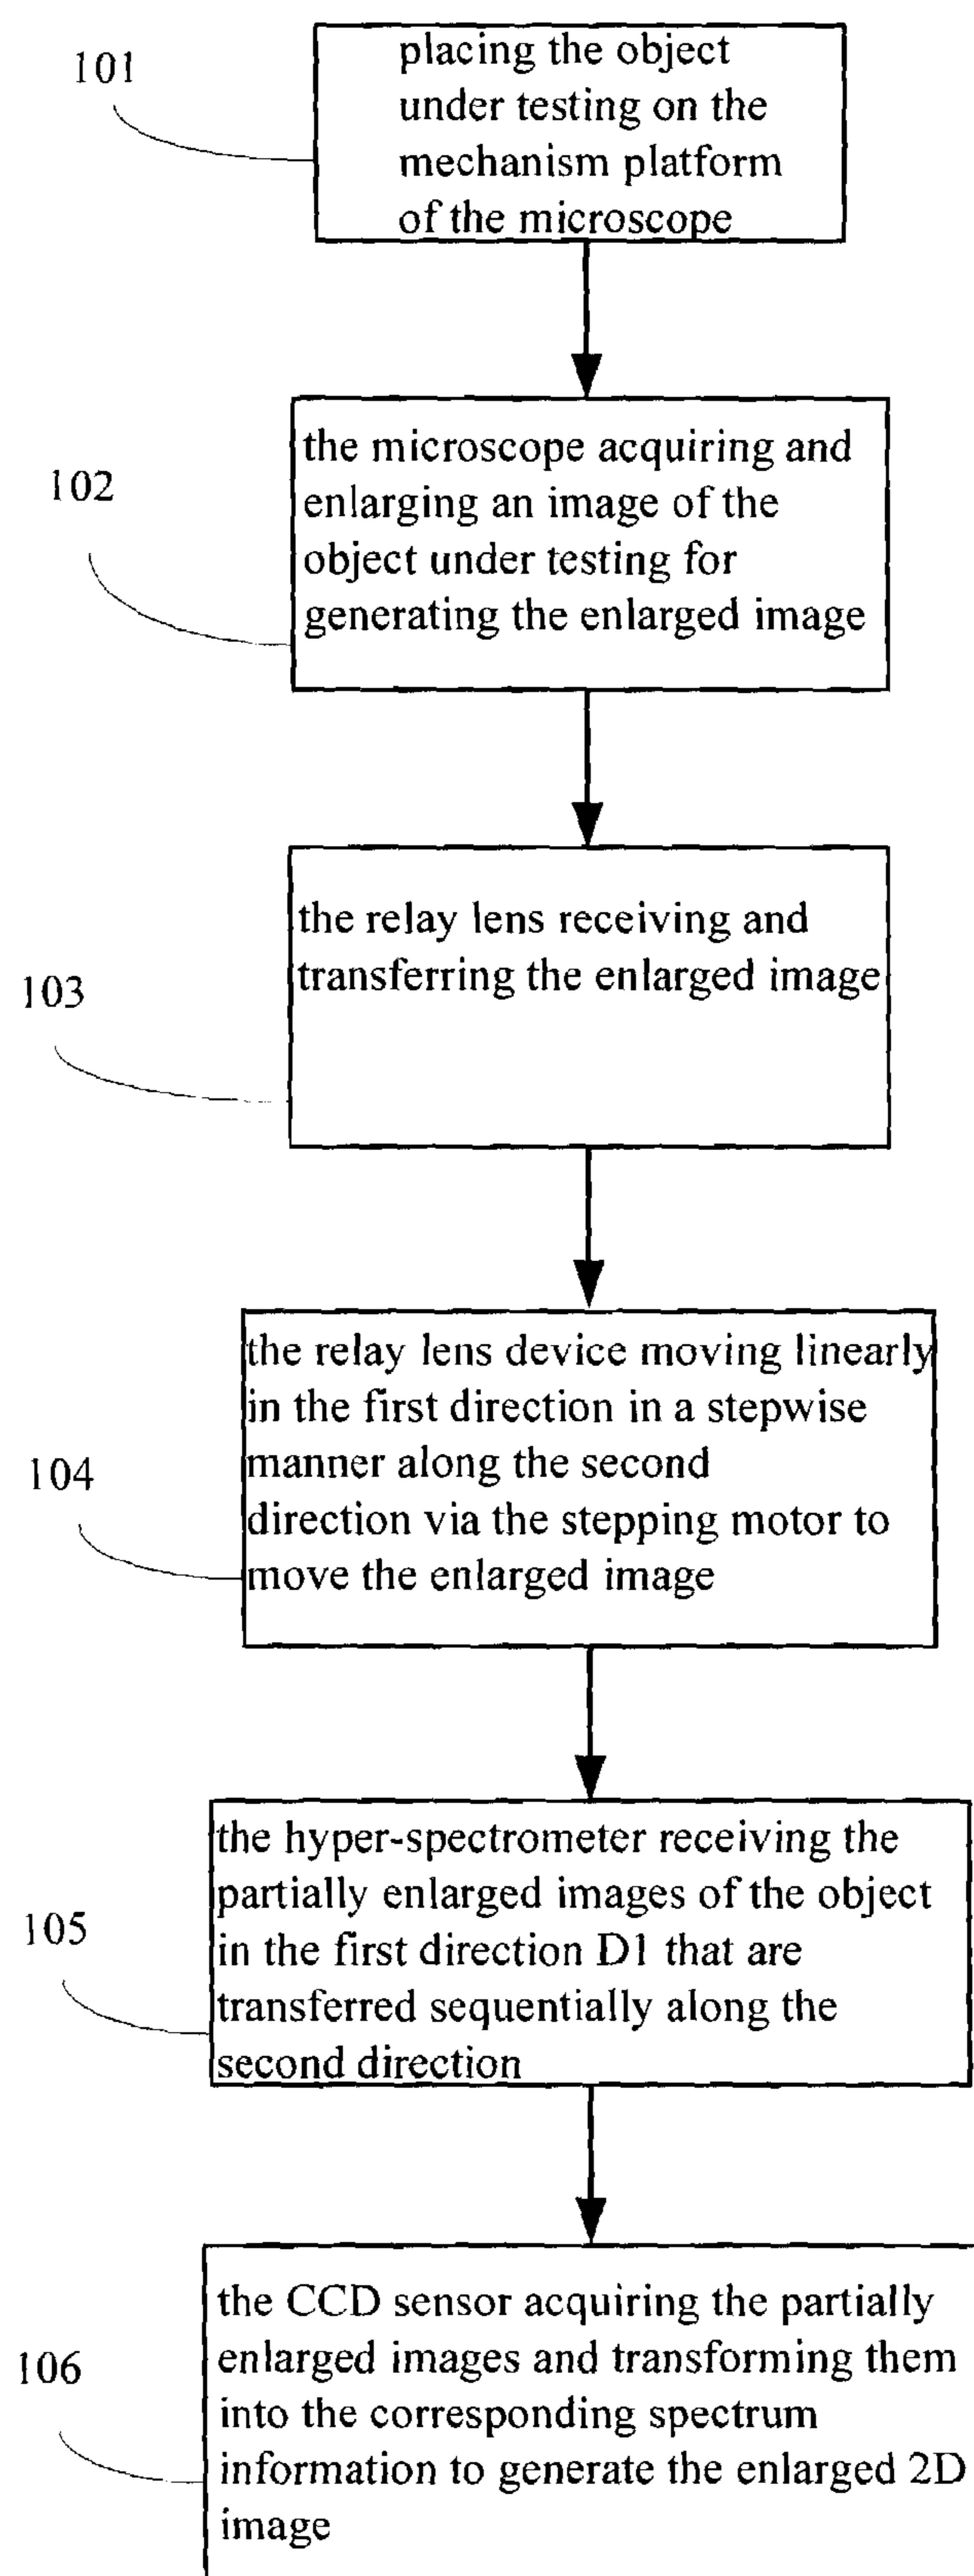 101
placing the object
under testing on the
mechanism platform
of the microscope
102
the microscope acquiring and
enlarging an image of the
object under testing for
generating the enlarged image
103
the relay lens receiving and
transferring the enlarged image
104
the relay lens device moving linearly
in the first direction in a stepwise
manner along the second
direction via the stepping motor to
move the enlarged image
105
the hyper-spectrometer receiving the
partially enlarged images of the object
in the first direction D1 that are
transferred sequentially along the
second direction
106
the CCD sensor acquiring the partially
enlarged images and transforming them
into the corresponding spectrum
information to generate the enlarged 2D
image